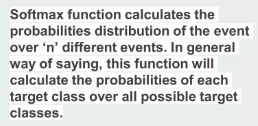 Softmax function calculates the
probabilities distribution of the event
over ‘n’ different events. In general
way of saying, this function will
calculate the probabilities of each
target class over all possible target
classes.